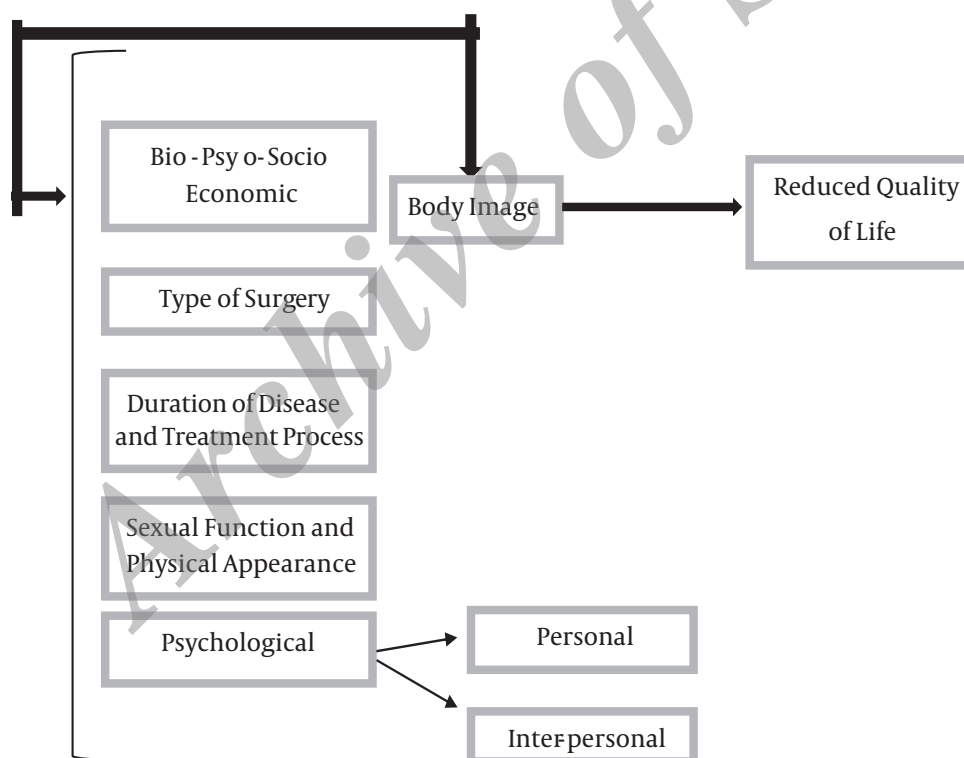 Bio - Psy o- Socio
Economic
Body Image
Reduced Quality
of Life
Type of Surgery
Duration of Disease
and Treatment Process
Sexual Function and
Physical Appearance
Psychological
Personal
Inter-personal
Archive of S